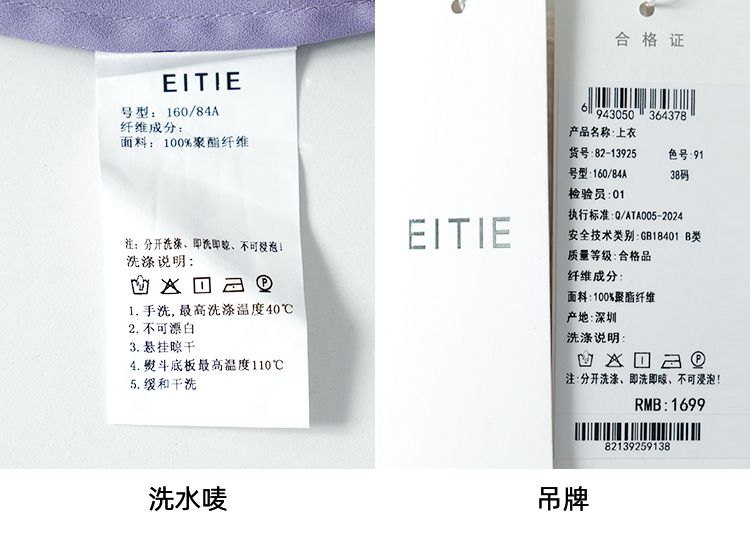 EITIE
号型: 160/84A
纤维成分:
面料: 100%聚酯纤维
注: 分开洗涤、即洗即晾、不可浸泡!
洗涤说明:
P
1.手洗,最高洗涤温度40℃
2.不可漂白
3.悬挂晾干
4.熨斗底板最高温度110℃
5.缓和干洗
洗水唛
EITIE
合格证
6 943050 364378
产品名称:上衣
货号:82-13925 色号:91
号型:160/84A 38码
检验员:01
执行标准:Q/ATA005-2024
安全技术类别:GB18401 B类
质量等级:合格品
纤维成分:
面料:100%聚酯纤维
产地:深圳
洗涤说明:
P
注:分开洗涤、即洗即晾、不可浸泡!
RMB:1699
82139259138
吊牌